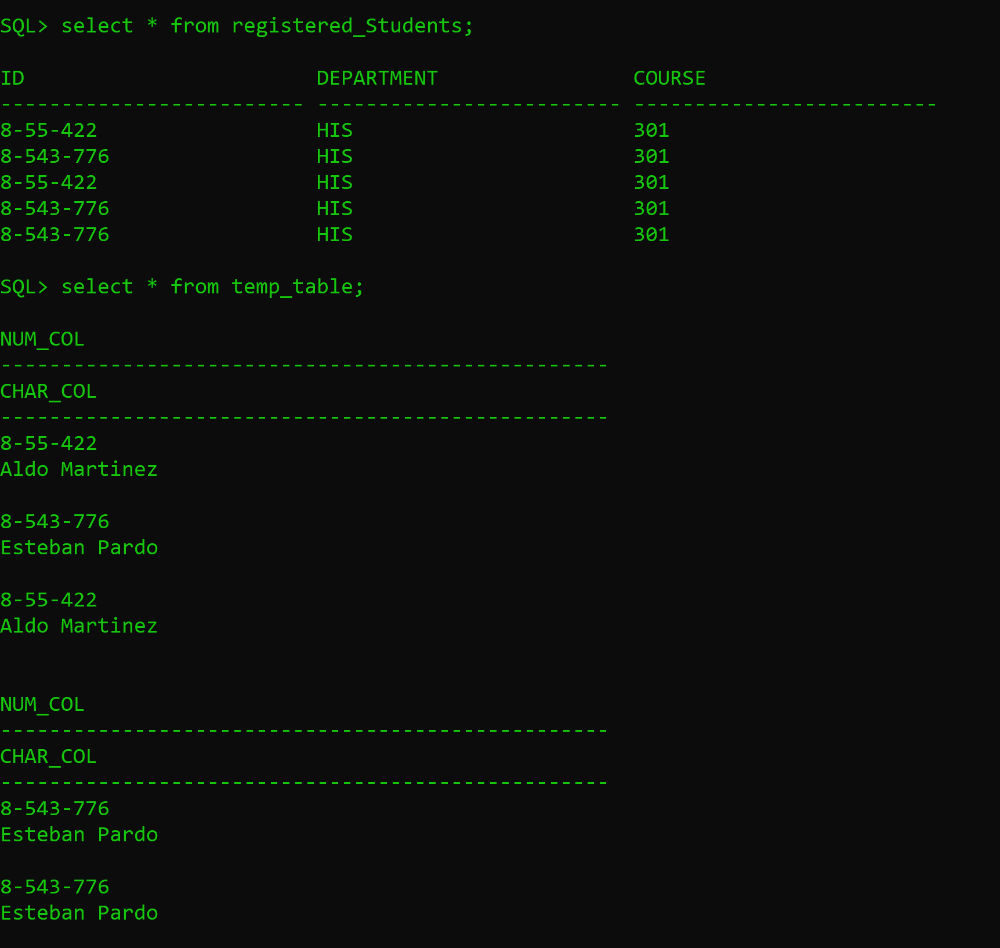 SQL> select * from registered_Students;
ID                        DEPARTMENT                COURSE
------------------------- ------------------------- -------------------------
8-55-422                  HIS                       301
8-543-776                 HIS                       301
8-55-422                  HIS                       301
8-543-776                 HIS                       301
8-543-776                 HIS                       301
SQL> select * from temp_table;
NUM_COL
--------------------------------------------------
CHAR_COL
--------------------------------------------------
8-55-422
Aldo Martinez
8-543-776
Esteban Pardo
8-55-422
Aldo Martinez
NUM_COL
--------------------------------------------------
CHAR_COL
--------------------------------------------------
8-543-776
Esteban Pardo
8-543-776
Esteban Pardo